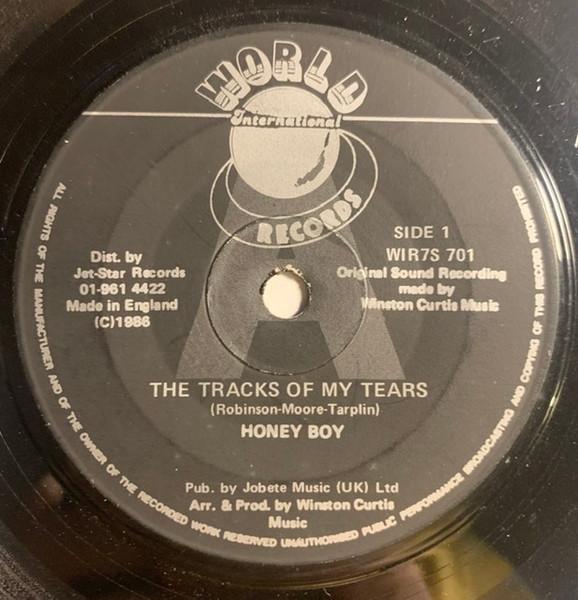 WORLD
International
RECORDS
SIDE 1
WIR7S 701
Original Sound Recording
made by
Winston Curtis Music
Dist. by
Jet-Star Records
01-961 4422
Made in England
(C)1986
A
THE TRACKS OF MY TEARS
(Robinson-Moore-Tarplin)
HONEY BOY
Pub. by Jobete Music (UK) Ltd
Arr. & Prod. by Winston Curtis
Music
ALL RIGHTS OF THE MANUFACTURER AND OF THE OWNER OF THE RECORDED WORK RESERVED UNAUTHORISED PUBLIC PERFORMANCE BROADCASTING AND COPYING OF THIS RECORD PROHIBITED